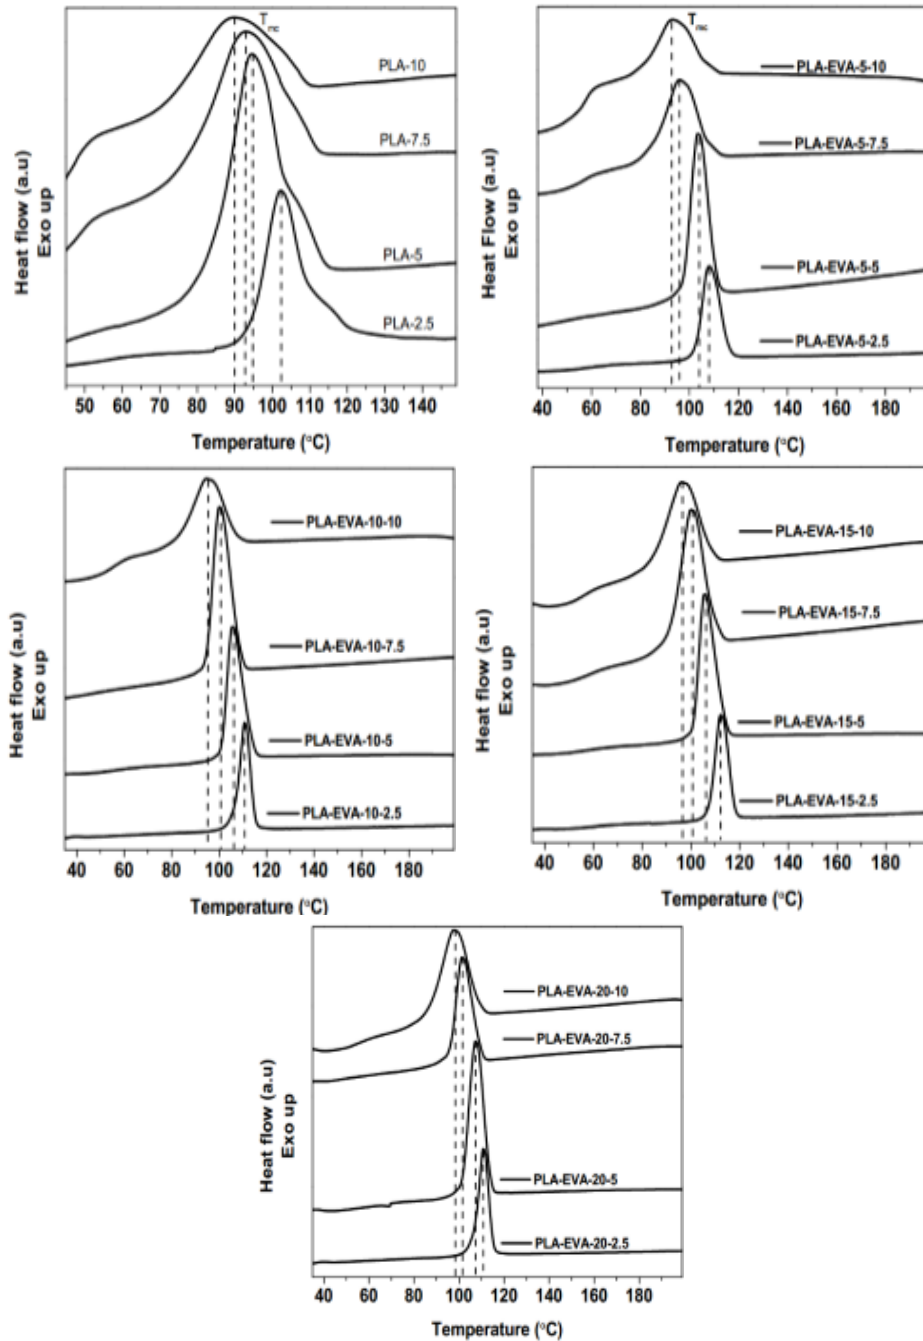 T_mc
PLA-10
PLA-7.5
PLA-5
PLA-2.5
Heat flow (a.u)
Exo up
50 60 70 80 90 100 110 120 130 140
Temperature (°C)
T_mc
PLA-EVA-5-10
PLA-EVA-5-7.5
PLA-EVA-5-5
PLA-EVA-5-2.5
Heat Flow (a.u)
Exo up
40 60 80 100 120 140 160 180
Temperature (°C)
PLA-EVA-10-10
PLA-EVA-10-7.5
PLA-EVA-10-5
PLA-EVA-10-2.5
Heat flow (a.u)
Exo up
40 60 80 100 120 140 160 180
Temperature (°C)
PLA-EVA-15-10
PLA-EVA-15-7.5
PLA-EVA-15-5
PLA-EVA-15-2.5
Heat flow (a.u)
Exo up
40 60 80 100 120 140 160 180
Temperature (°C)
PLA-EVA-20-10
PLA-EVA-20-7.5
PLA-EVA-20-5
PLA-EVA-20-2.5
Heat flow (a.u)
Exo up
40 60 80 100 120 140 160 180
Temperature (°C)